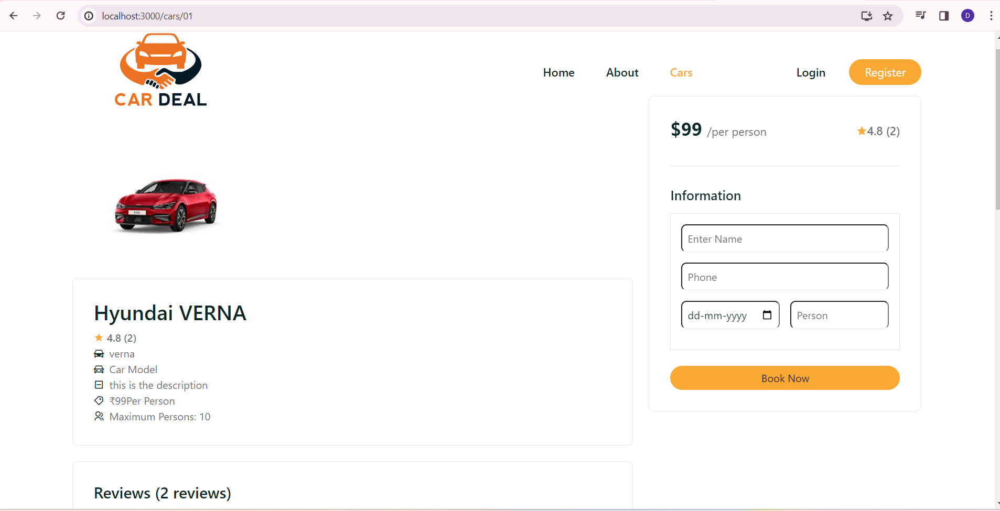 localhost:3000/cars/01
D
CAR DEAL
Home
About
Cars
Login
Register
$99 /per person
4.8 (2)
EV6
Information
Enter Name
Phone
dd-mm-yyyy
Person
Book Now
Hyundai VERNA
4.8 (2)
verna
Car Model
this is the description
₹99Per Person
Maximum Persons: 10
Reviews (2 reviews)